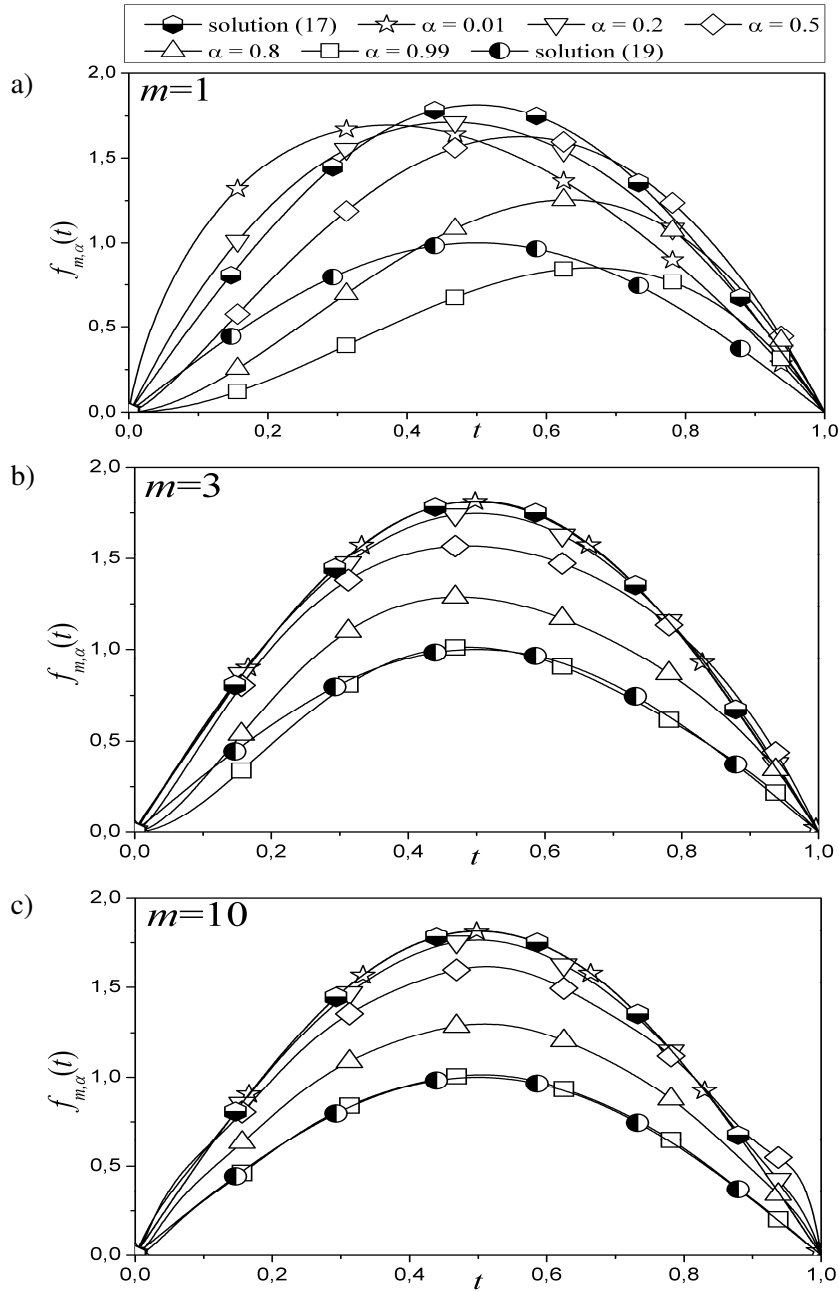 solution (17) α = 0.01 α = 0.2 α = 0.5
α = 0.8 α = 0.99 solution (19)
a)
m=1
2,0
1,5
1,0
0,5
0,0
f_{m,α}(t)
0,0 0,2 0,4 0,6 0,8 1,0
t
b)
m=3
2,0
1,5
1,0
0,5
0,0
f_{m,α}(t)
0,0 0,2 0,4 0,6 0,8 1,0
t
c)
m=10
2,0
1,5
1,0
0,5
0,0
f_{m,α}(t)
0,0 0,2 0,4 0,6 0,8 1,0
t